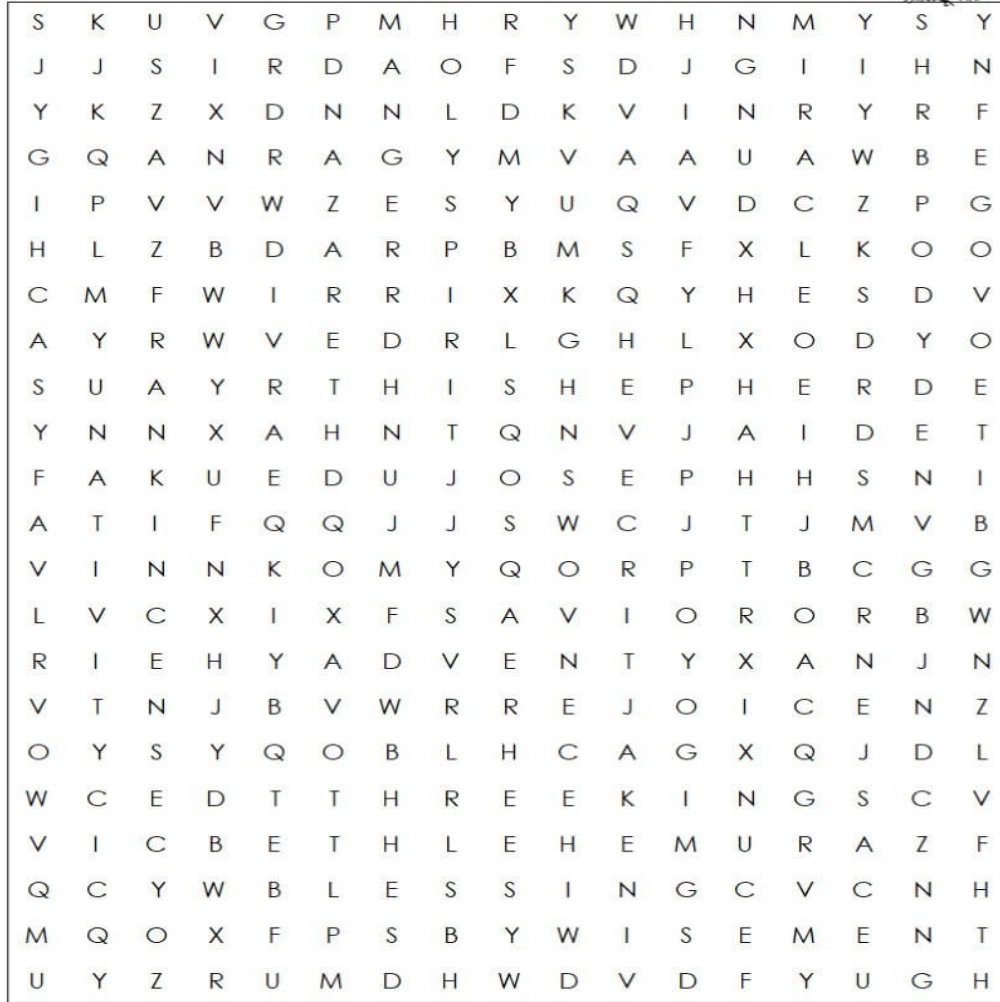 S K U V G P M H R Y W H N M Y S Y
J J S I R D A O F S D J G I I H N
Y K Z X D N N L D K V I N R Y R F
G Q A N R A G Y M V A A U A W B E
I P V V W Z E S Y U Q V D C Z P G
H L Z B D A R P B M S F X L K O O
C M F W I R R I X K Q Y H E S D V
A Y R W V E D R L G H L X O D Y O
S U A Y R T H I S H E P H E R D E
Y N N X A H N T Q N V J A I D E T
F A K U E D U J O S E P H H S N I
A T I F Q Q J J S W C J T J M V B
V I N N K O M Y Q O R P T B C G G
L V C X I X F S A V I O R O R B W
R I E H Y A D V E N T Y X A N J N
V T N J B V W R R E J O I C E N Z
O Y S Y Q O B L H C A G X Q J D L
W C E D T T H R E E K I N G S C V
V I C B E T H L E H E M U R A Z F
Q C Y W B L E S S I N G C V C N H
M Q O X F P S B Y W I S E M E N T
U Y Z R U M D H W D V D F Y U G H